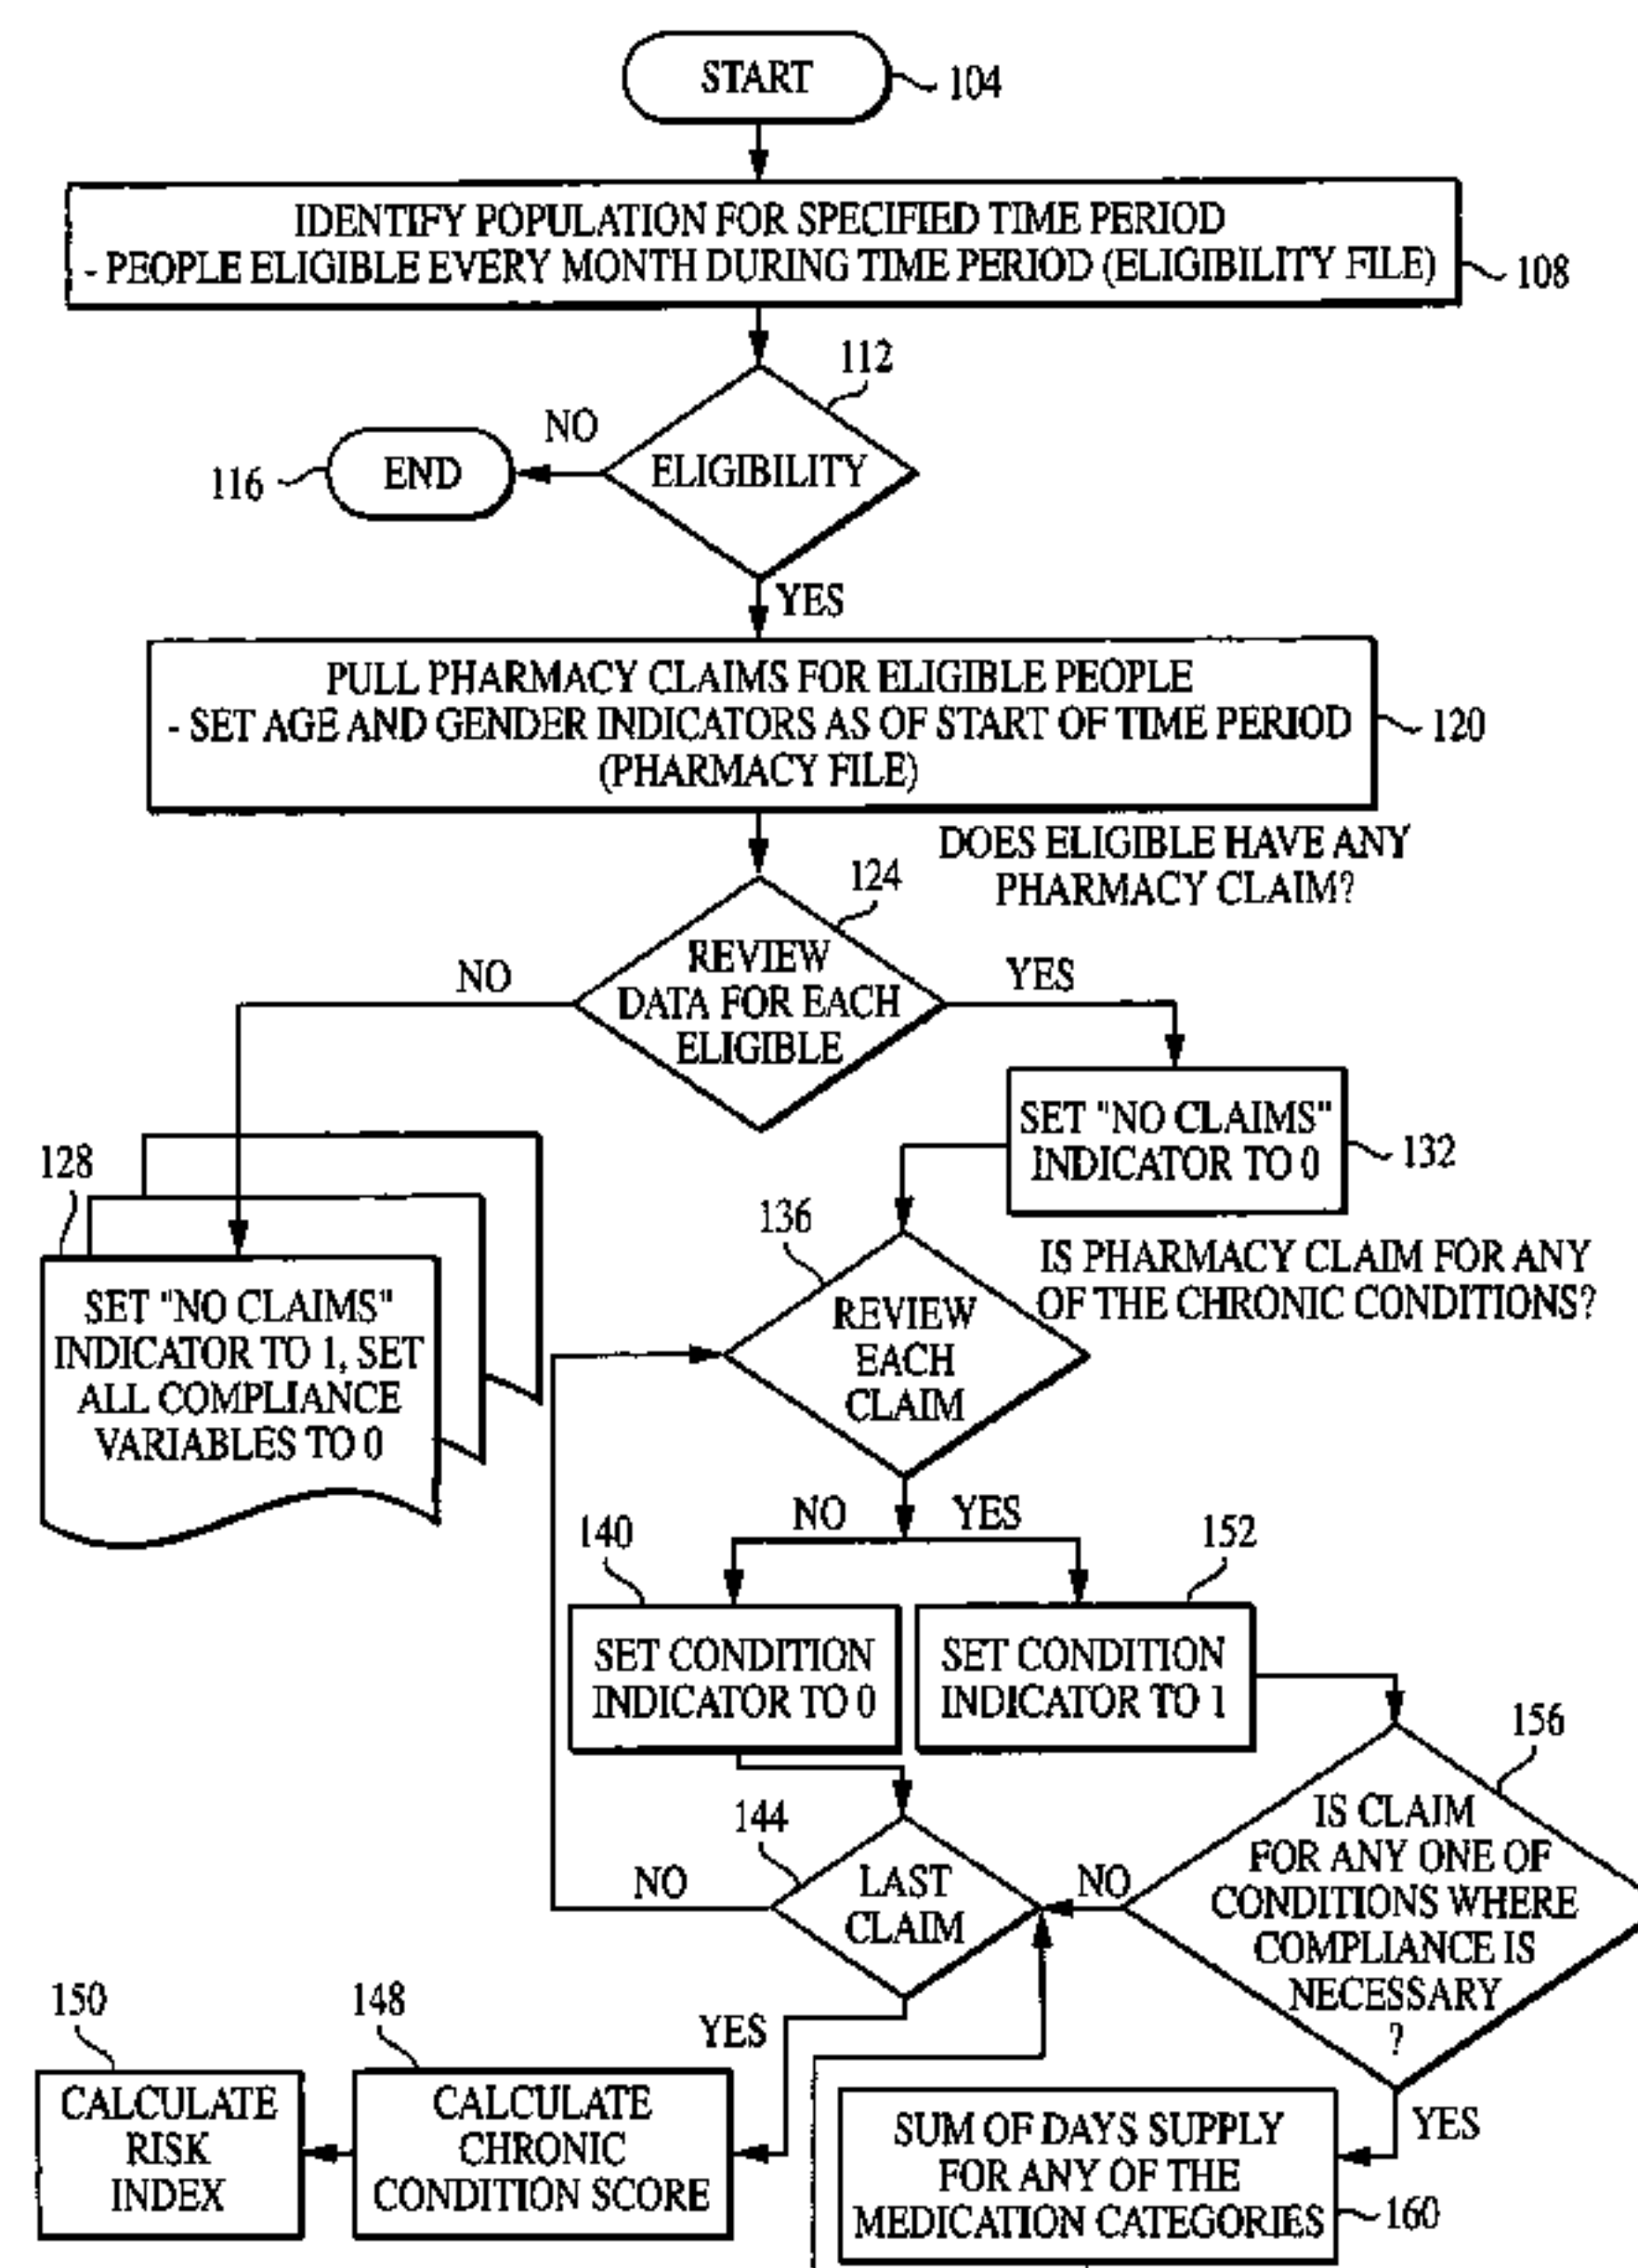 START
104
IDENTIFY POPULATION FOR SPECIFIED TIME PERIOD
- PEOPLE ELIGIBLE EVERY MONTH DURING TIME PERIOD (ELIGIBILITY FILE)
108
112
NO
ELIGIBILITY
END
116
YES
PULL PHARMACY CLAIMS FOR ELIGIBLE PEOPLE
- SET AGE AND GENDER INDICATORS AS OF START OF TIME PERIOD
(PHARMACY FILE)
120
DOES ELIGIBLE HAVE ANY
PHARMACY CLAIM?
124
REVIEW
DATA FOR EACH
ELIGIBLE
NO
YES
SET "NO CLAIMS"
INDICATOR TO 0
132
128
SET "NO CLAIMS"
INDICATOR TO 1, SET
ALL COMPLIANCE
VARIABLES TO 0
136
IS PHARMACY CLAIM FOR ANY
OF THE CHRONIC CONDITIONS?
REVIEW
EACH
CLAIM
NO
YES
140
152
SET CONDITION
INDICATOR TO 0
SET CONDITION
INDICATOR TO 1
156
IS CLAIM
FOR ANY ONE OF
CONDITIONS WHERE
COMPLIANCE IS
NECESSARY
?
144
LAST
CLAIM
NO
NO
YES
YES
150
148
CALCULATE
RISK
INDEX
CALCULATE
CHRONIC
CONDITION SCORE
SUM OF DAYS SUPPLY
FOR ANY OF THE
MEDICATION CATEGORIES
160